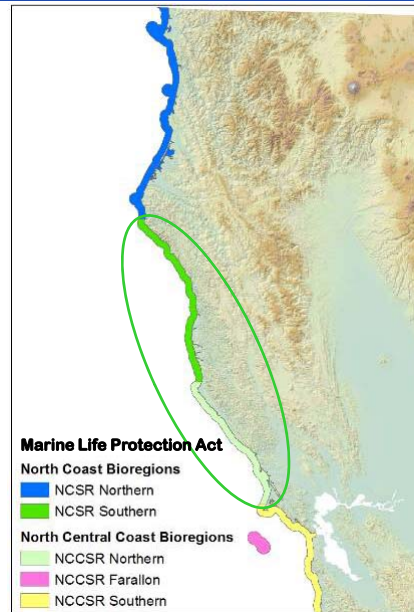 Marine Life Protection Act
North Coast Bioregions
NCSR Northern
NCSR Southern
North Central Coast Bioregions
NCCSR Northern
NCCSR Farallon
NCCSR Southern